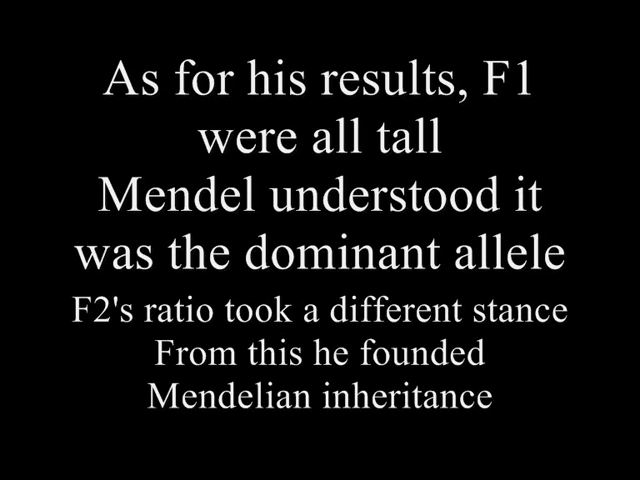 As for his results, F1
were all tall
Mendel understood it
was the dominant allele
F2's ratio took a different stance
From this he founded
Mendelian inheritance